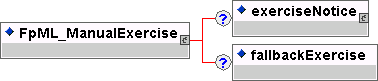 FpML_ManualExercise
exerciseNotice
?
?
fallbackExercise